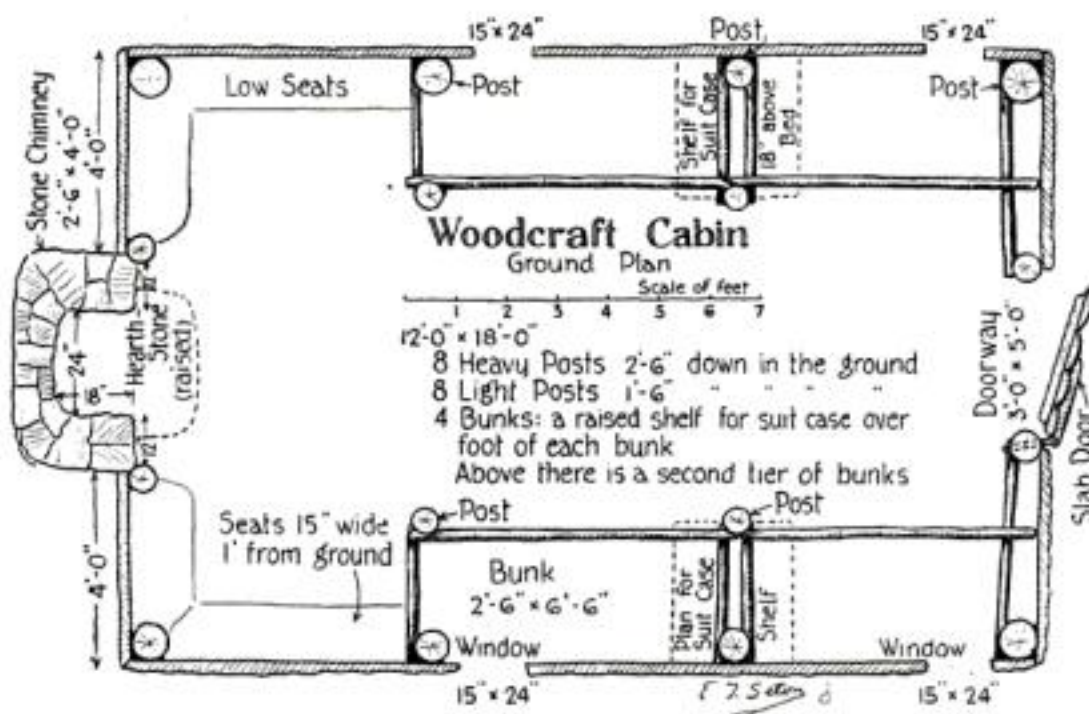 15" x 24"
Post
15" x 24"
Low Seats
Post
Shelf for
Suit Case
18" above
Bed
Post
Stone Chimney
2'-6" x 4'-0"
4'-0"
Woodcraft Cabin
Ground Plan
Scale of feet
1 2 3 4 5 6 7
12'-0" x 18'-0"
8 Heavy Posts 2'-6" down in the ground
8 Light Posts 1'-6" " " " "
4 Bunks: a raised shelf for suit case over
foot of each bunk
Above there is a second tier of bunks
12"
Hearth-
Stone
(raised)
24"
18"
12"
Doorway
3'-0" x 5'-0"
Slab Door
4'-0"
Seats 15" wide
1' from ground
Post
Post
Bunk
2'-6" x 6'-6"
Plan for
Suit Case
Shelf
Window
Window
15" x 24"
E T Seton
15" x 24"